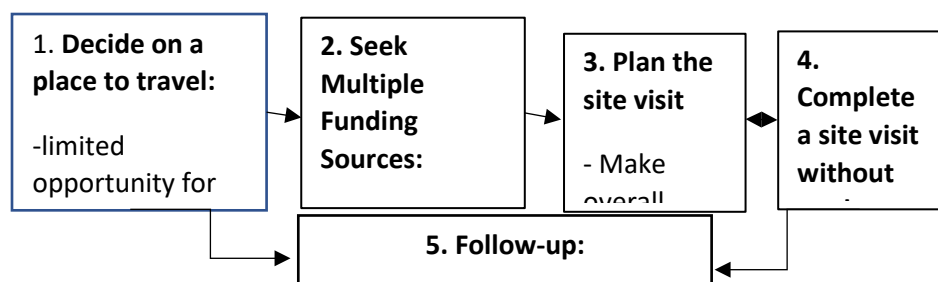 1. Decide on a
place to travel:
-limited
opportunity for
2. Seek
Multiple
Funding
Sources:
3. Plan the
site visit
- Make
overall
4.
Complete
a site visit
without
5. Follow-up: